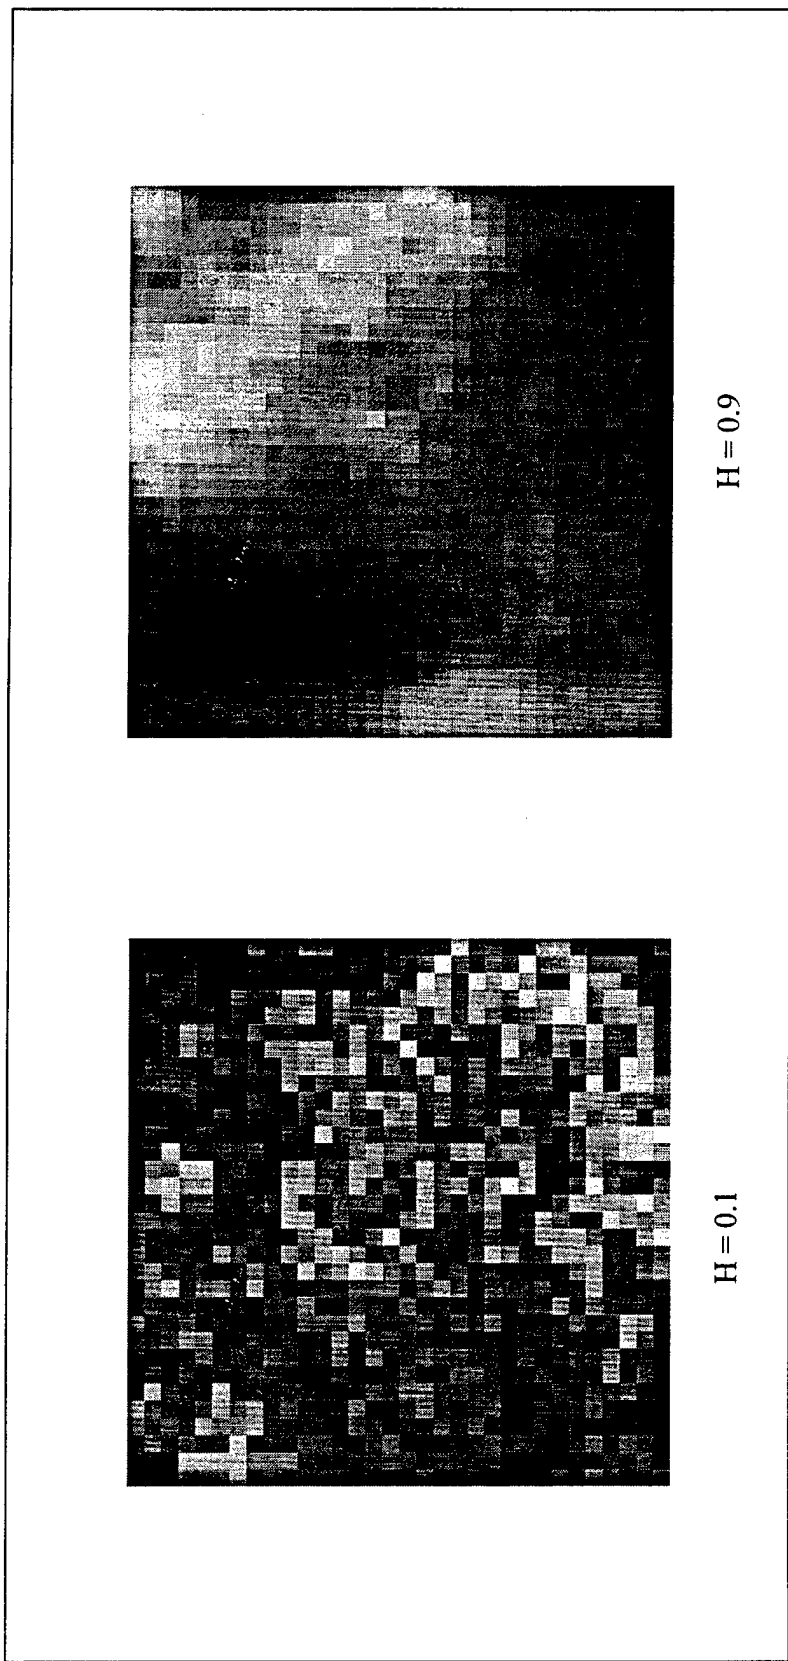 H = 0.1
H = 0.9